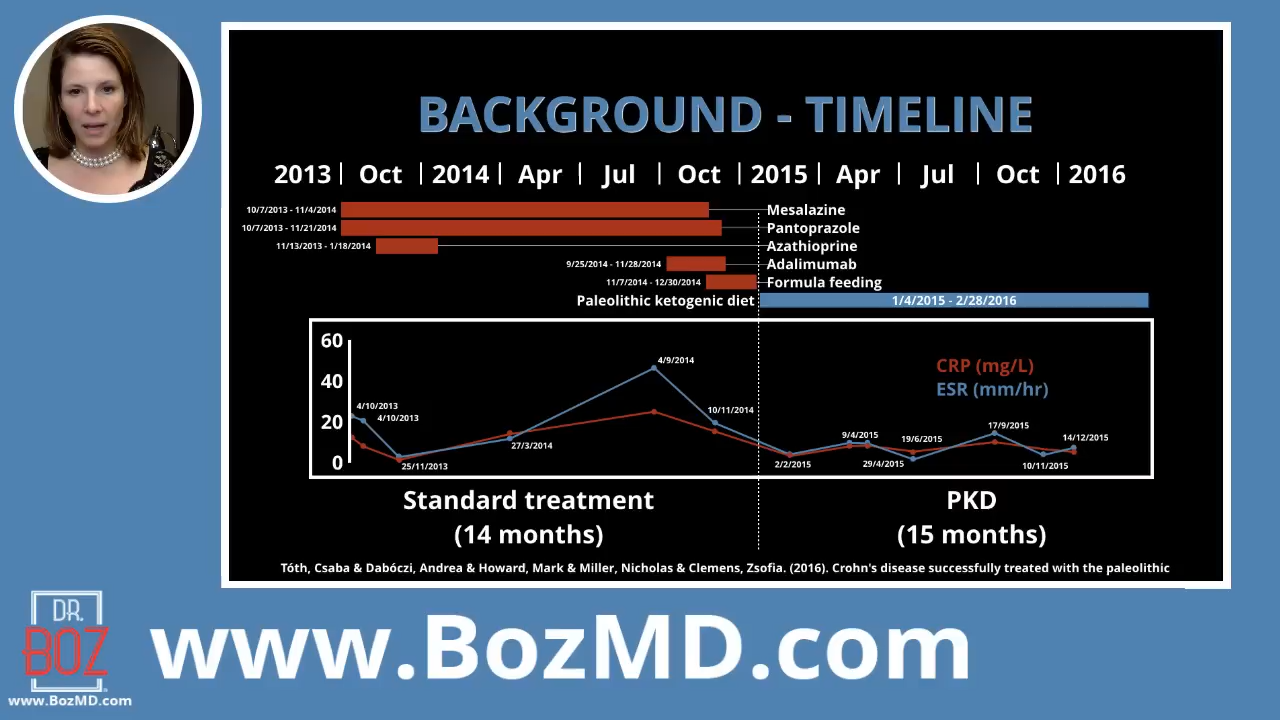 BACKGROUND - TIMELINE
2013 | Oct | 2014 | Apr | Jul | Oct | 2015 | Apr | Jul | Oct | 2016
10/7/2013 - 11/4/2014 Mesalazine
10/7/2013 - 11/21/2014 Pantoprazole
11/13/2013 - 1/18/2014 Azathioprine
9/25/2014 - 11/28/2014 Adalimumab
11/7/2014 - 12/30/2014 Formula feeding
Paleolithic ketogenic diet 1/4/2015 - 2/28/2016
60
40
20
0
4/10/2013
4/10/2013
25/11/2013
27/3/2014
4/9/2014
10/11/2014
2/2/2015
9/4/2015
29/4/2015
19/6/2015
17/9/2015
10/11/2015
14/12/2015
CRP (mg/L)
ESR (mm/hr)
Standard treatment
(14 months)
PKD
(15 months)
Tóth, Csaba & Dabóczi, Andrea & Howard, Mark & Miller, Nicholas & Clemens, Zsofia. (2016). Crohn's disease successfully treated with the paleolithic
DR.
BOZ
www.BozMD.com
www.BozMD.com